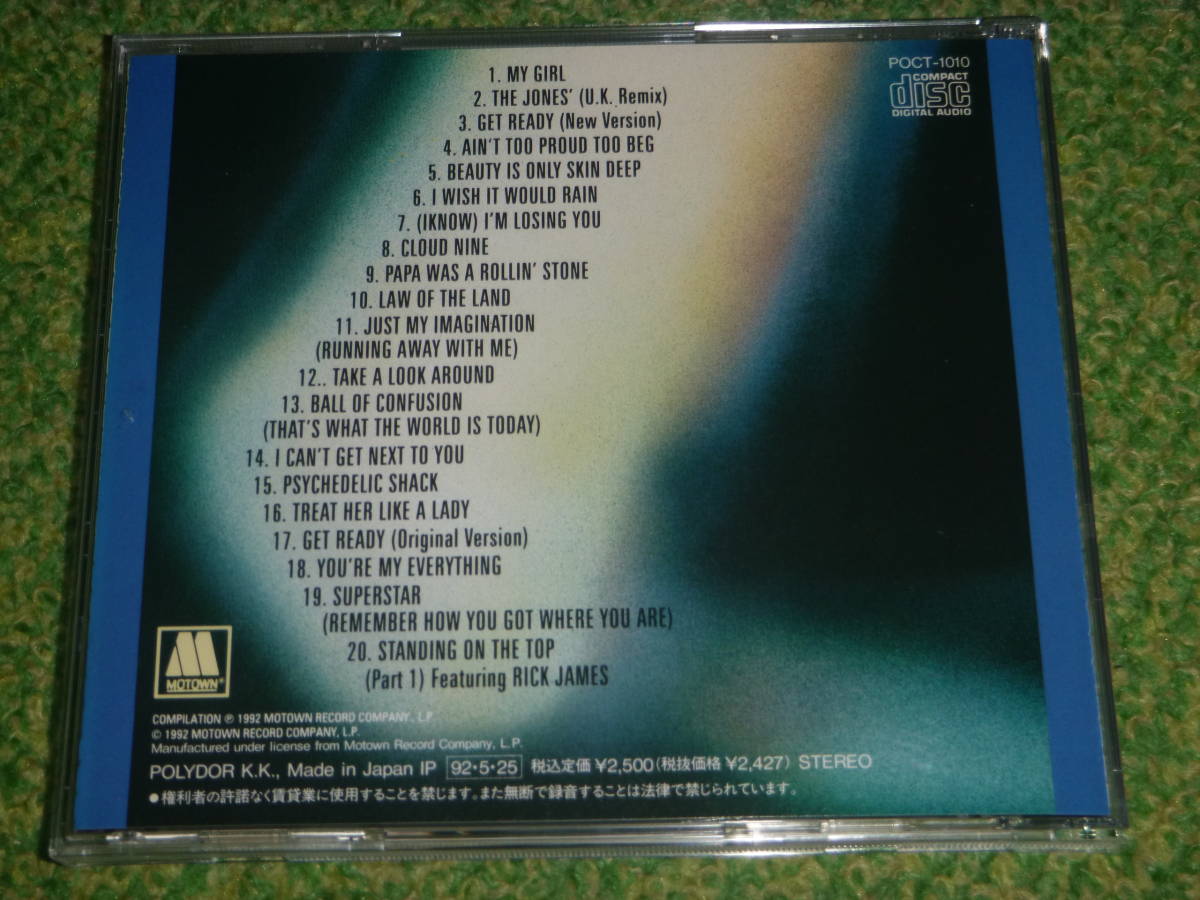 1. MY GIRL
2. THE JONES' (U.K. Remix)
3. GET READY (New Version)
4. AIN'T TOO PROUD TOO BEG
5. BEAUTY IS ONLY SKIN DEEP
6. I WISH IT WOULD RAIN
7. (IKNOW) I'M LOSING YOU
8. CLOUD NINE
9. PAPA WAS A ROLLIN' STONE
10. LAW OF THE LAND
11. JUST MY IMAGINATION
(RUNNING AWAY WITH ME)
12.. TAKE A LOOK AROUND
13. BALL OF CONFUSION
(THAT'S WHAT THE WORLD IS TODAY)
14. I CAN'T GET NEXT TO YOU
15. PSYCHEDELIC SHACK
16. TREAT HER LIKE A LADY
17. GET READY (Original Version)
18. YOU'RE MY EVERYTHING
19. SUPERSTAR
(REMEMBER HOW YOU GOT WHERE YOU ARE)
20. STANDING ON THE TOP
(Part 1) Featuring RICK JAMES
POCT-1010
COMPACT
disc
DIGITAL AUDIO
MOTOWN®
COMPILATION ℗ 1992 MOTOWN RECORD COMPANY, L.P.
© 1992 MOTOWN RECORD COMPANY, L.P.
Manufactured under license from Motown Record Company, L.P.
POLYDOR K.K., Made in Japan IP 92·5·25 税込定価 ¥2,500(税抜価格 ¥2,427) STEREO
●権利者の許諾なく賃貸業に使用することを禁じます。また無断で録音することは法律で禁じられています。